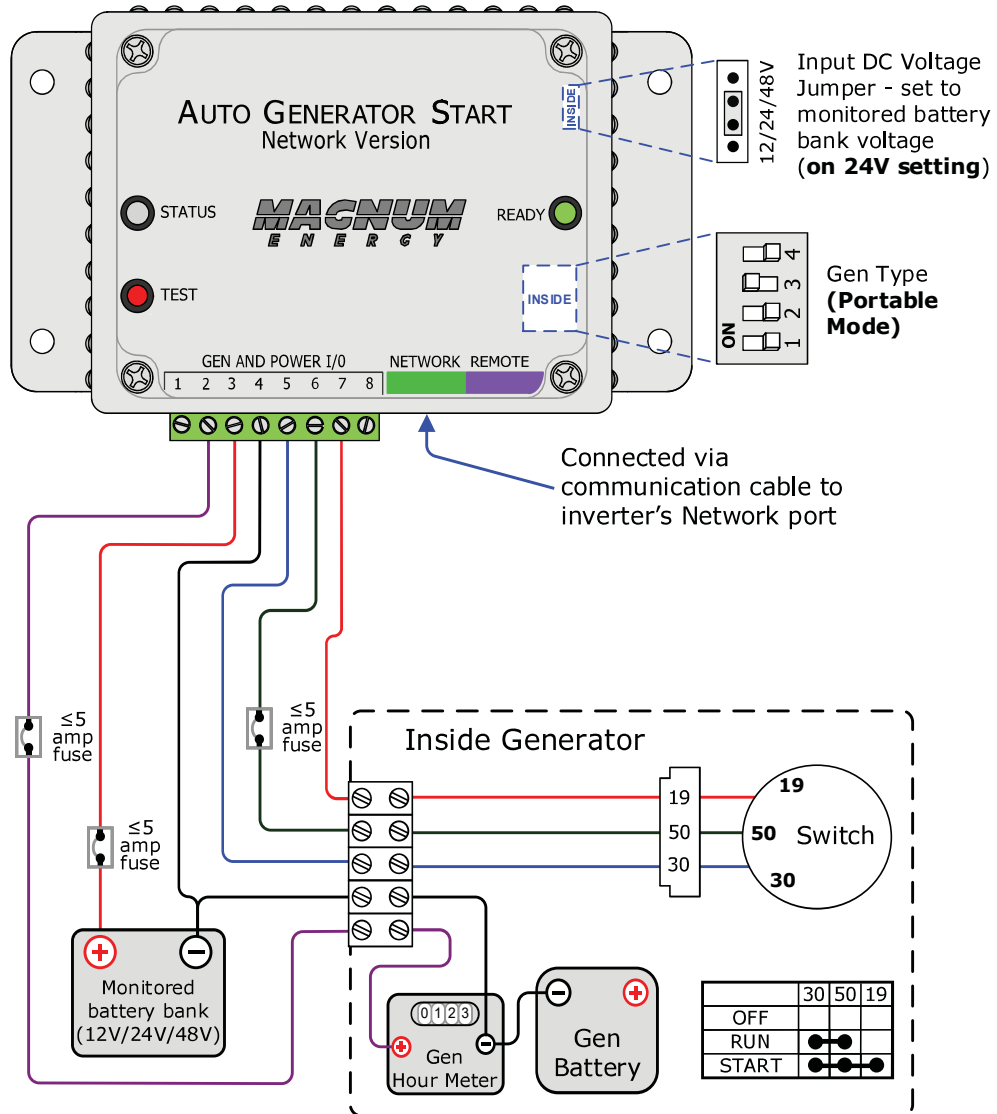 AUTO GENERATOR START
Network Version
INSIDE
12/24/48V
Input DC Voltage
Jumper - set to
monitored battery
bank voltage
(on 24V setting)
STATUS
MAGNUM
ENERGY
READY
TEST
INSIDE
ON
4
3
2
1
Gen Type
(Portable
Mode)
GEN AND POWER I/0
NETWORK REMOTE
1 2 3 4 5 6 7 8
Connected via
communication cable to
inverter's Network port
≤5
amp
fuse
≤5
amp
fuse
≤5
amp
fuse
Inside Generator
19
50
30
19
50
30
Switch
+
−
Monitored
battery bank
(12V/24V/48V)
0123
+
−
Gen
Hour Meter
−
+
Gen
Battery
30 50 19
OFF
RUN
START